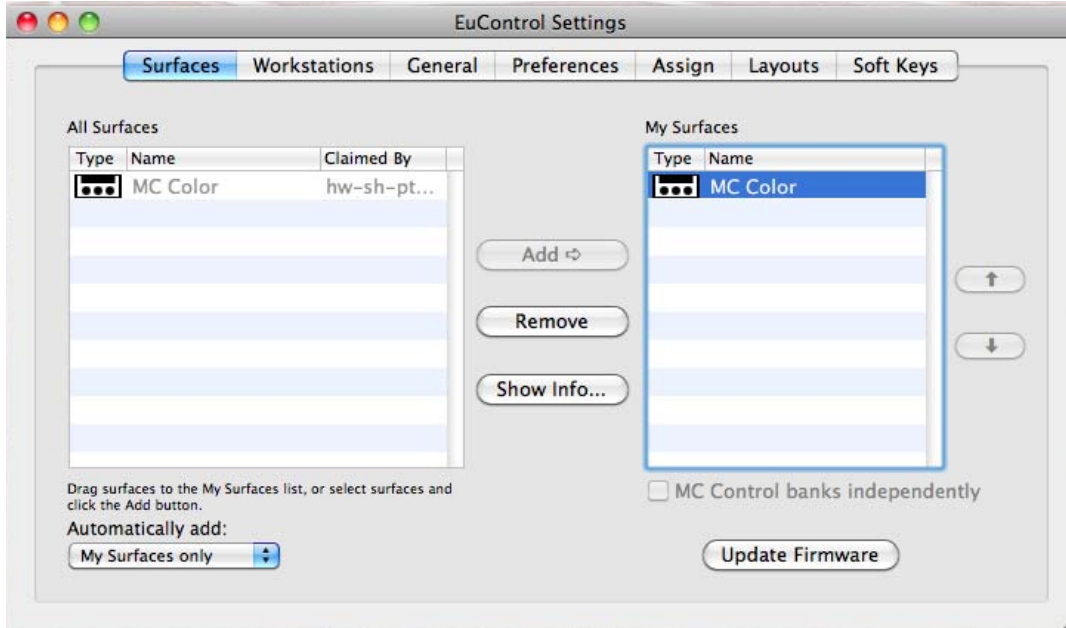 EuControl Settings
Surfaces Workstations General Preferences Assign Layouts Soft Keys
All Surfaces
Type Name Claimed By
MC Color hw-sh-pt...
Add
Remove
Show Info...
My Surfaces
Type Name
MC Color
Drag surfaces to the My Surfaces list, or select surfaces and
click the Add button.
Automatically add:
My Surfaces only
MC Control banks independently
Update Firmware